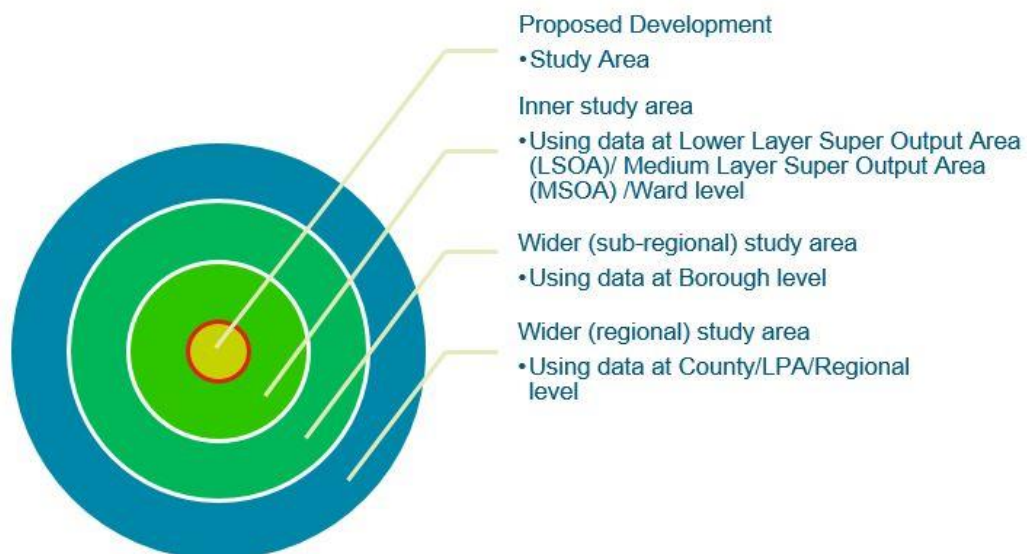 Proposed Development
•Study Area
Inner study area
•Using data at Lower Layer Super Output Area
(LSOA)/ Medium Layer Super Output Area
(MSOA) /Ward level
Wider (sub-regional) study area
•Using data at Borough level
Wider (regional) study area
•Using data at County/LPA/Regional
level